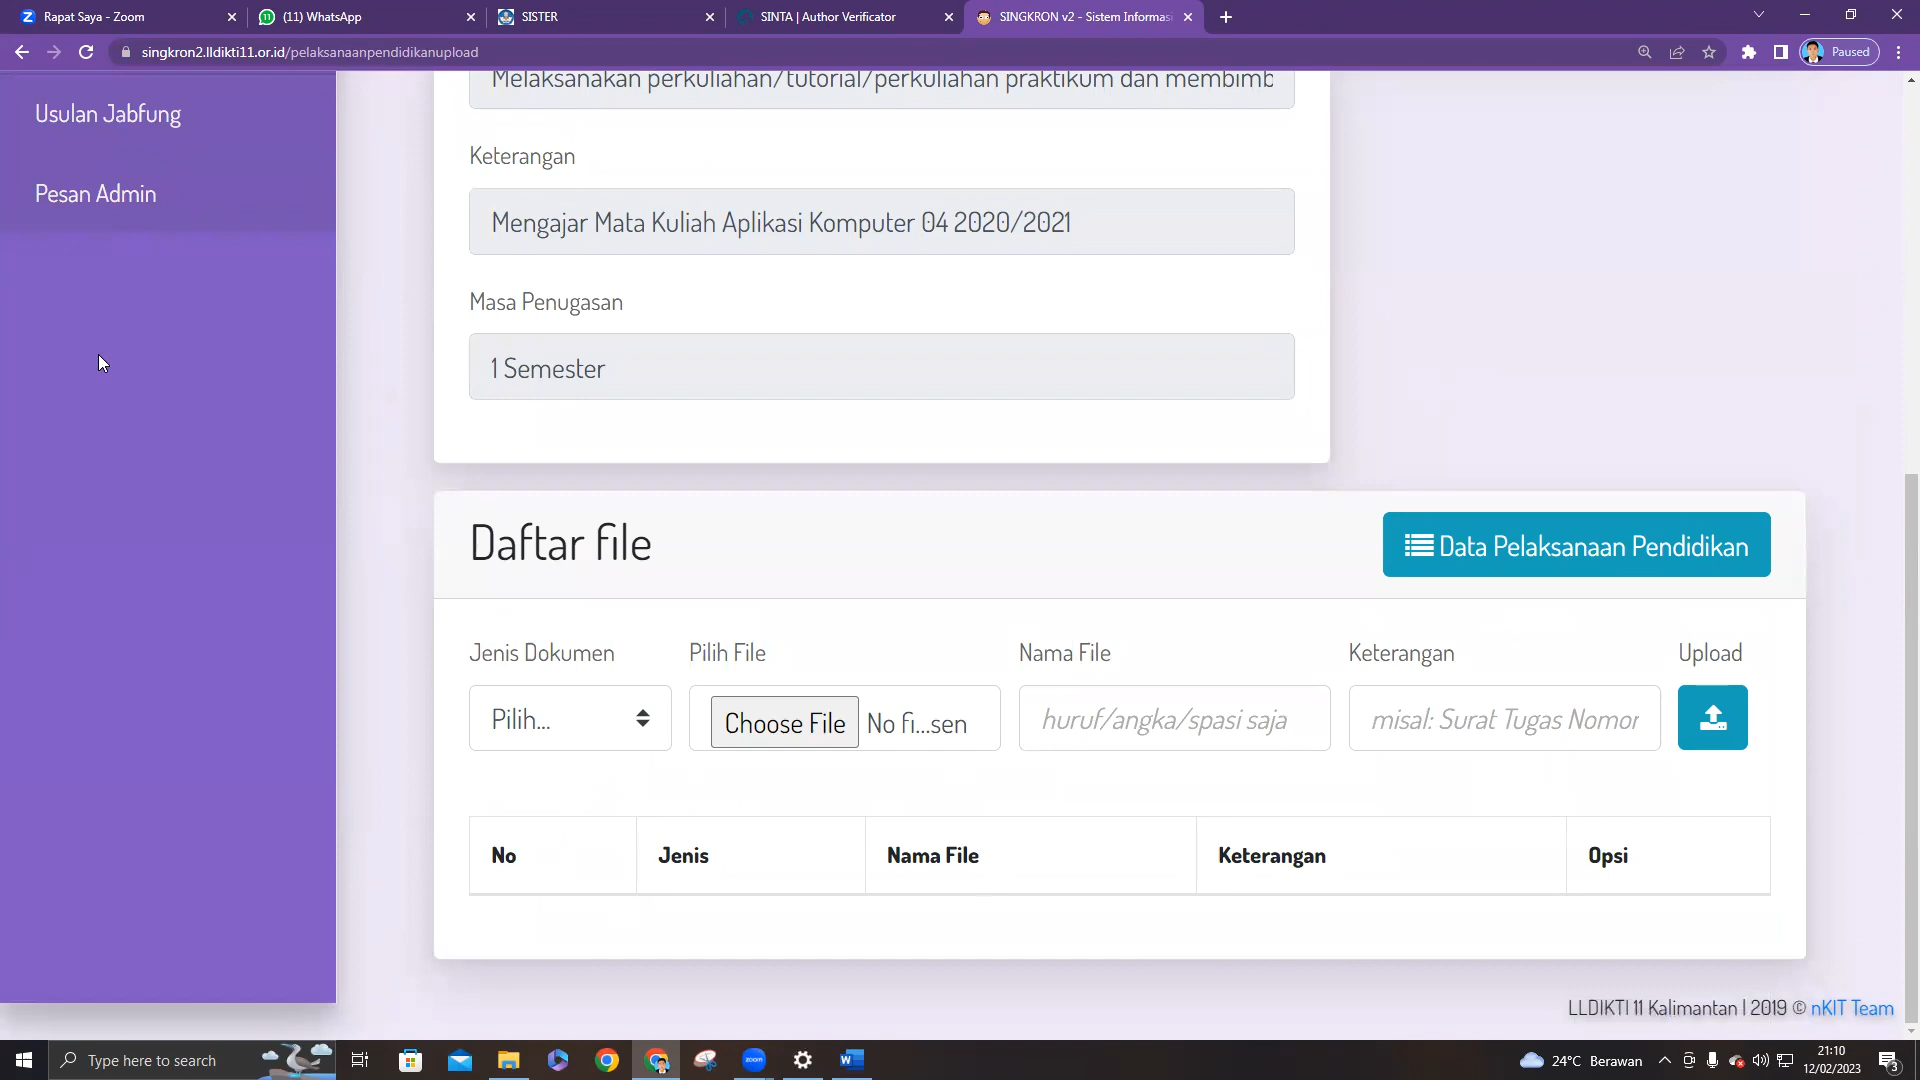 Rapat Saya - Zoom
(11) WhatsApp
SISTER
SINTA | Author Verificator
SINGKRON v2 - Sistem Informasi
singkron2.lldikti11.or.id/pelaksanaanpendidikanupload
Paused
Usulan Jabfung
Pesan Admin
Melaksanakan perkuliahan/tutorial/perkuliahan praktikum dan membimb
Keterangan
Mengajar Mata Kuliah Aplikasi Komputer 04 2020/2021
Masa Penugasan
1 Semester
Daftar file
Data Pelaksanaan Pendidikan
Jenis Dokumen Pilih File Nama File Keterangan Upload
Pilih... Choose File No fi...sen huruf/angka/spasi saja misal: Surat Tugas Nomor
No Jenis Nama File Keterangan Opsi
LLDIKTI 11 Kalimantan | 2019 © nKIT Team
Type here to search
zoom
24°C Berawan
21:10
12/02/2023
3